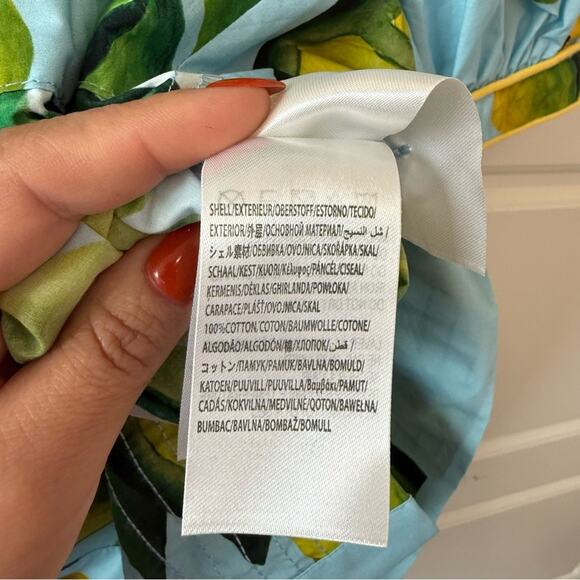 SHELL/EXTERIEUR/OBERSTOFF/ESTORNO/TECIDO/
EXTERIOR/外层/ОСНОВНОЙ МАТЕРИАЛ/شل النسيج/
シェル素材/ОБВИВКА/OVOJNICA/SKOŘÁPKA/SKAL/
SCHAAL/KEST/KUORI/Κέλυφος/PÁNCÉL/CISEAL/
ĶERMENIS/DĖKLAS/GHIRLANDA/POWŁOKA/
CARAPACE/PLÁŠŤ/OVOJNICA/SKAL
100%COTTON/COTON/BAUMWOLLE/COTONE/
ALGODÃO/ALGODÓN/棉/ХЛОПОК/قطن/
コットン/ПАМУК/PAMUK/BAVLNA/BOMULD/
KATOEN/PUUVILL/PUUVILLA/Βαμβάκι/PAMUT/
CADÁS/KOKVILNA/MEDVILNĖ/QOTON/BAWEŁNA/
BUMBAC/BAVLNA/BOMBAŽ/BOMULL